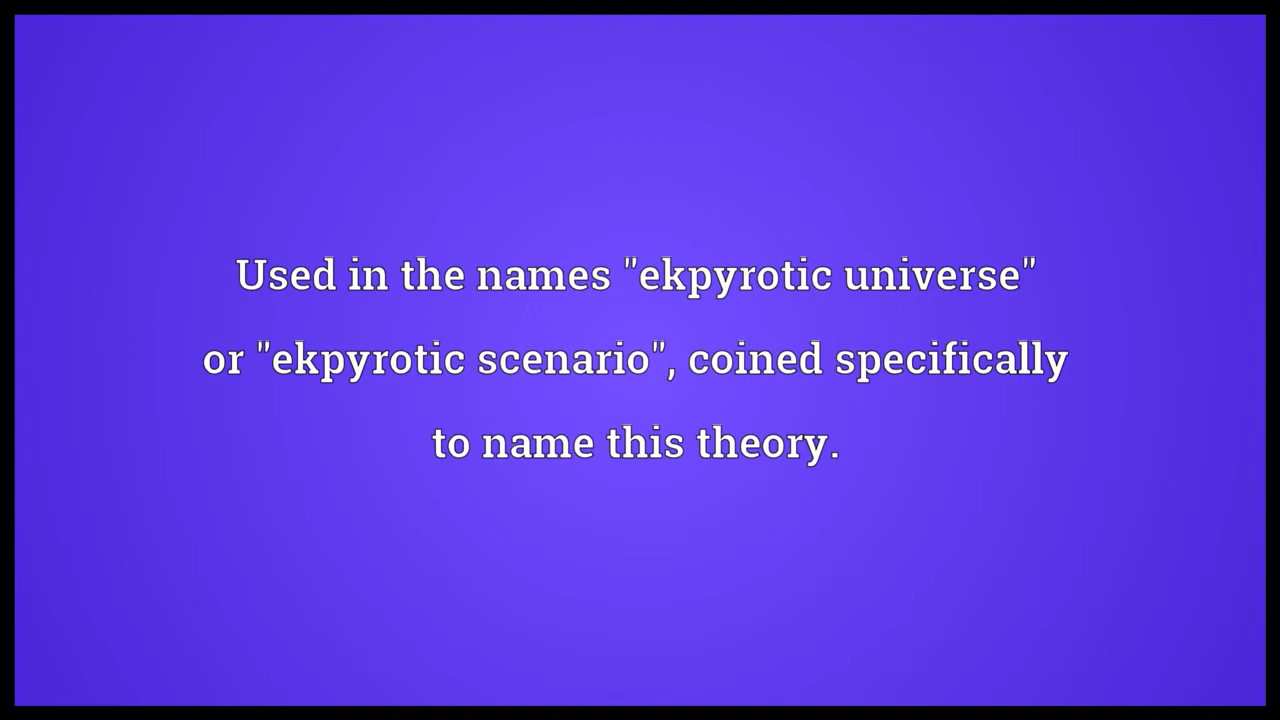 Used in the names "ekpyrotic universe"
or "ekpyrotic scenario", coined specifically
to name this theory.